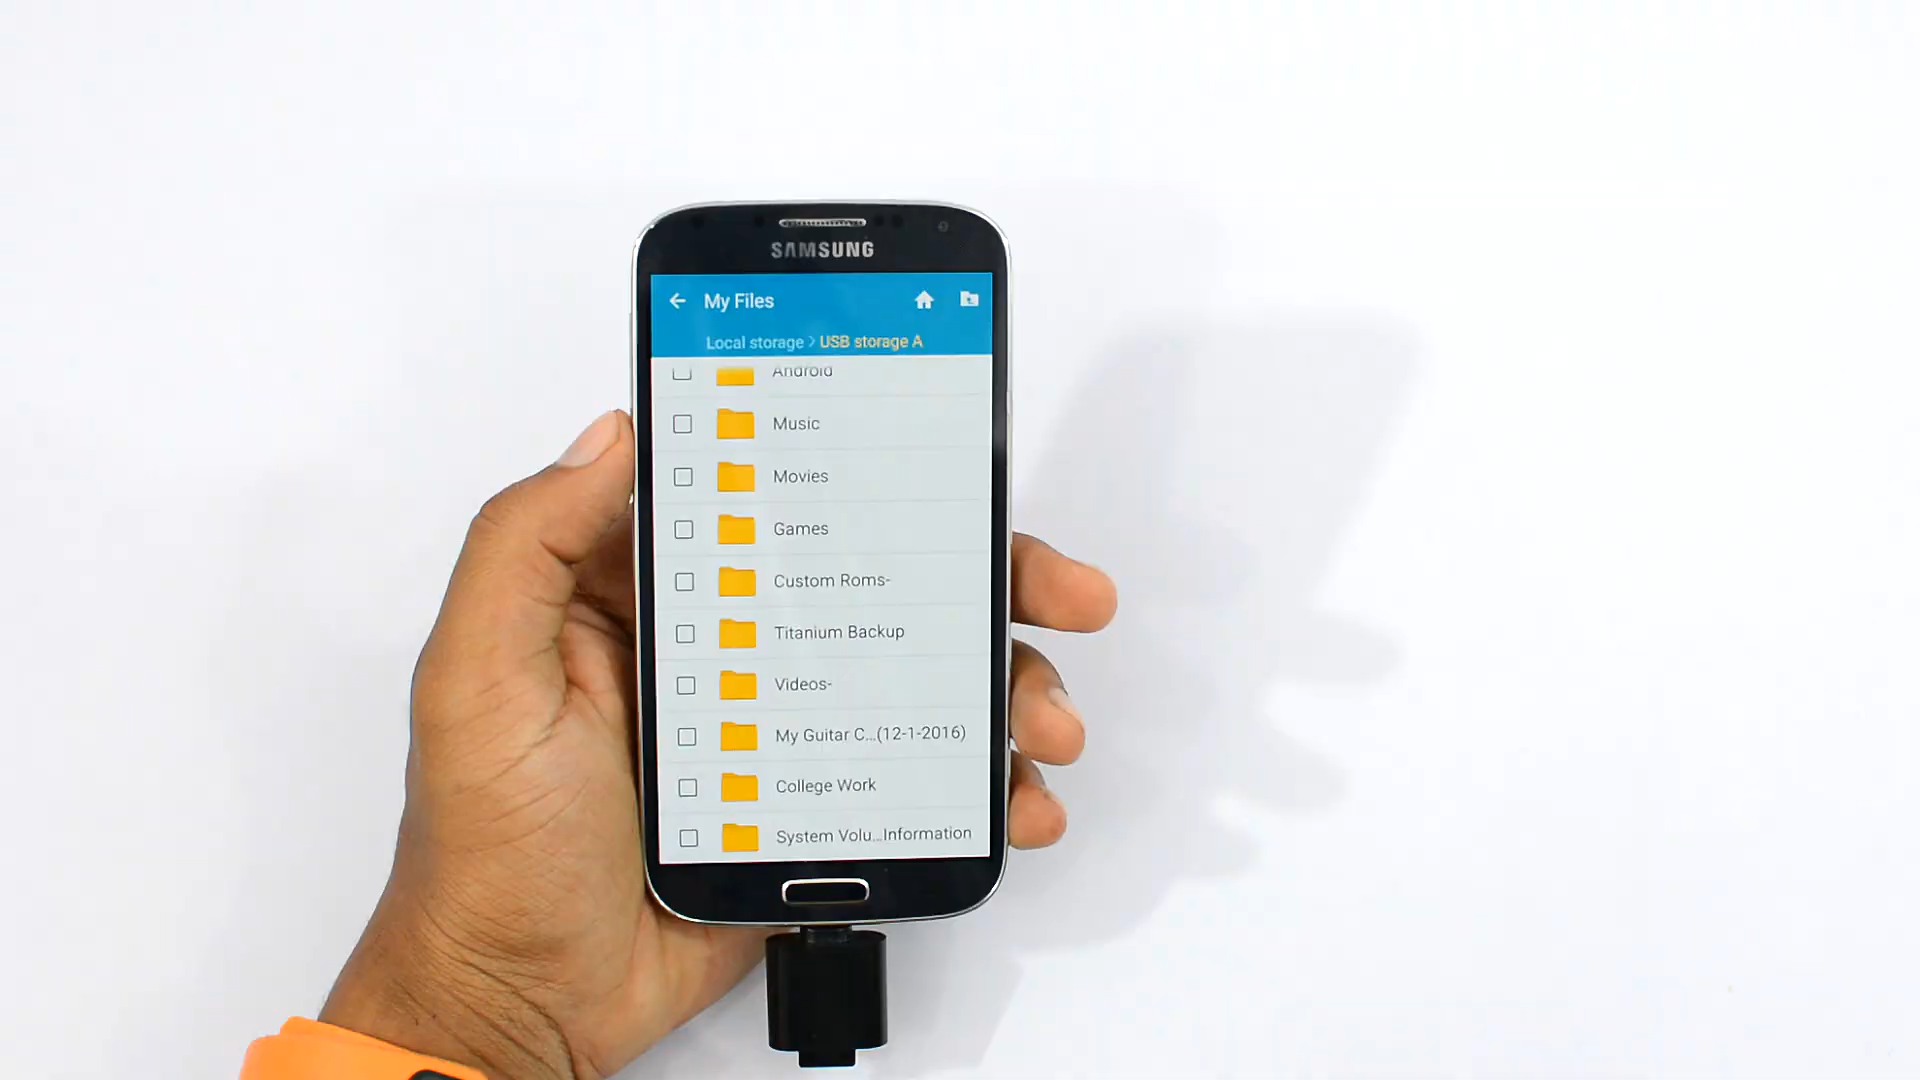 SAMSUNG
My Files
Local storage > USB storage A
Android
Music
Movies
Games
Custom Roms-
Titanium Backup
Videos-
My Guitar C...(12-1-2016)
College Work
System Volu...Information